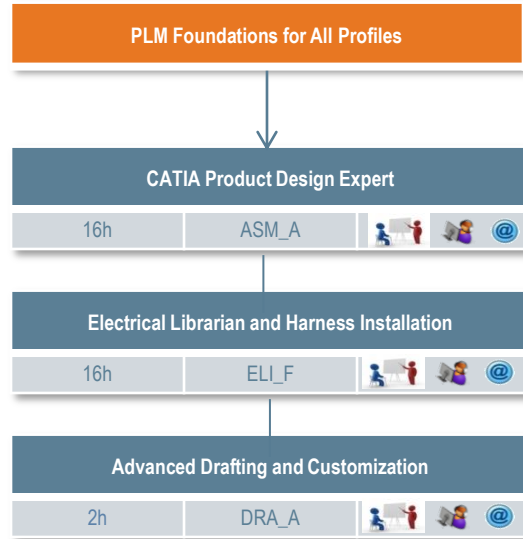 PLM Foundations for All Profiles
CATIA Product Design Expert
16h ASM_A @
Electrical Librarian and Harness Installation
16h ELI_F @
Advanced Drafting and Customization
2h DRA_A @